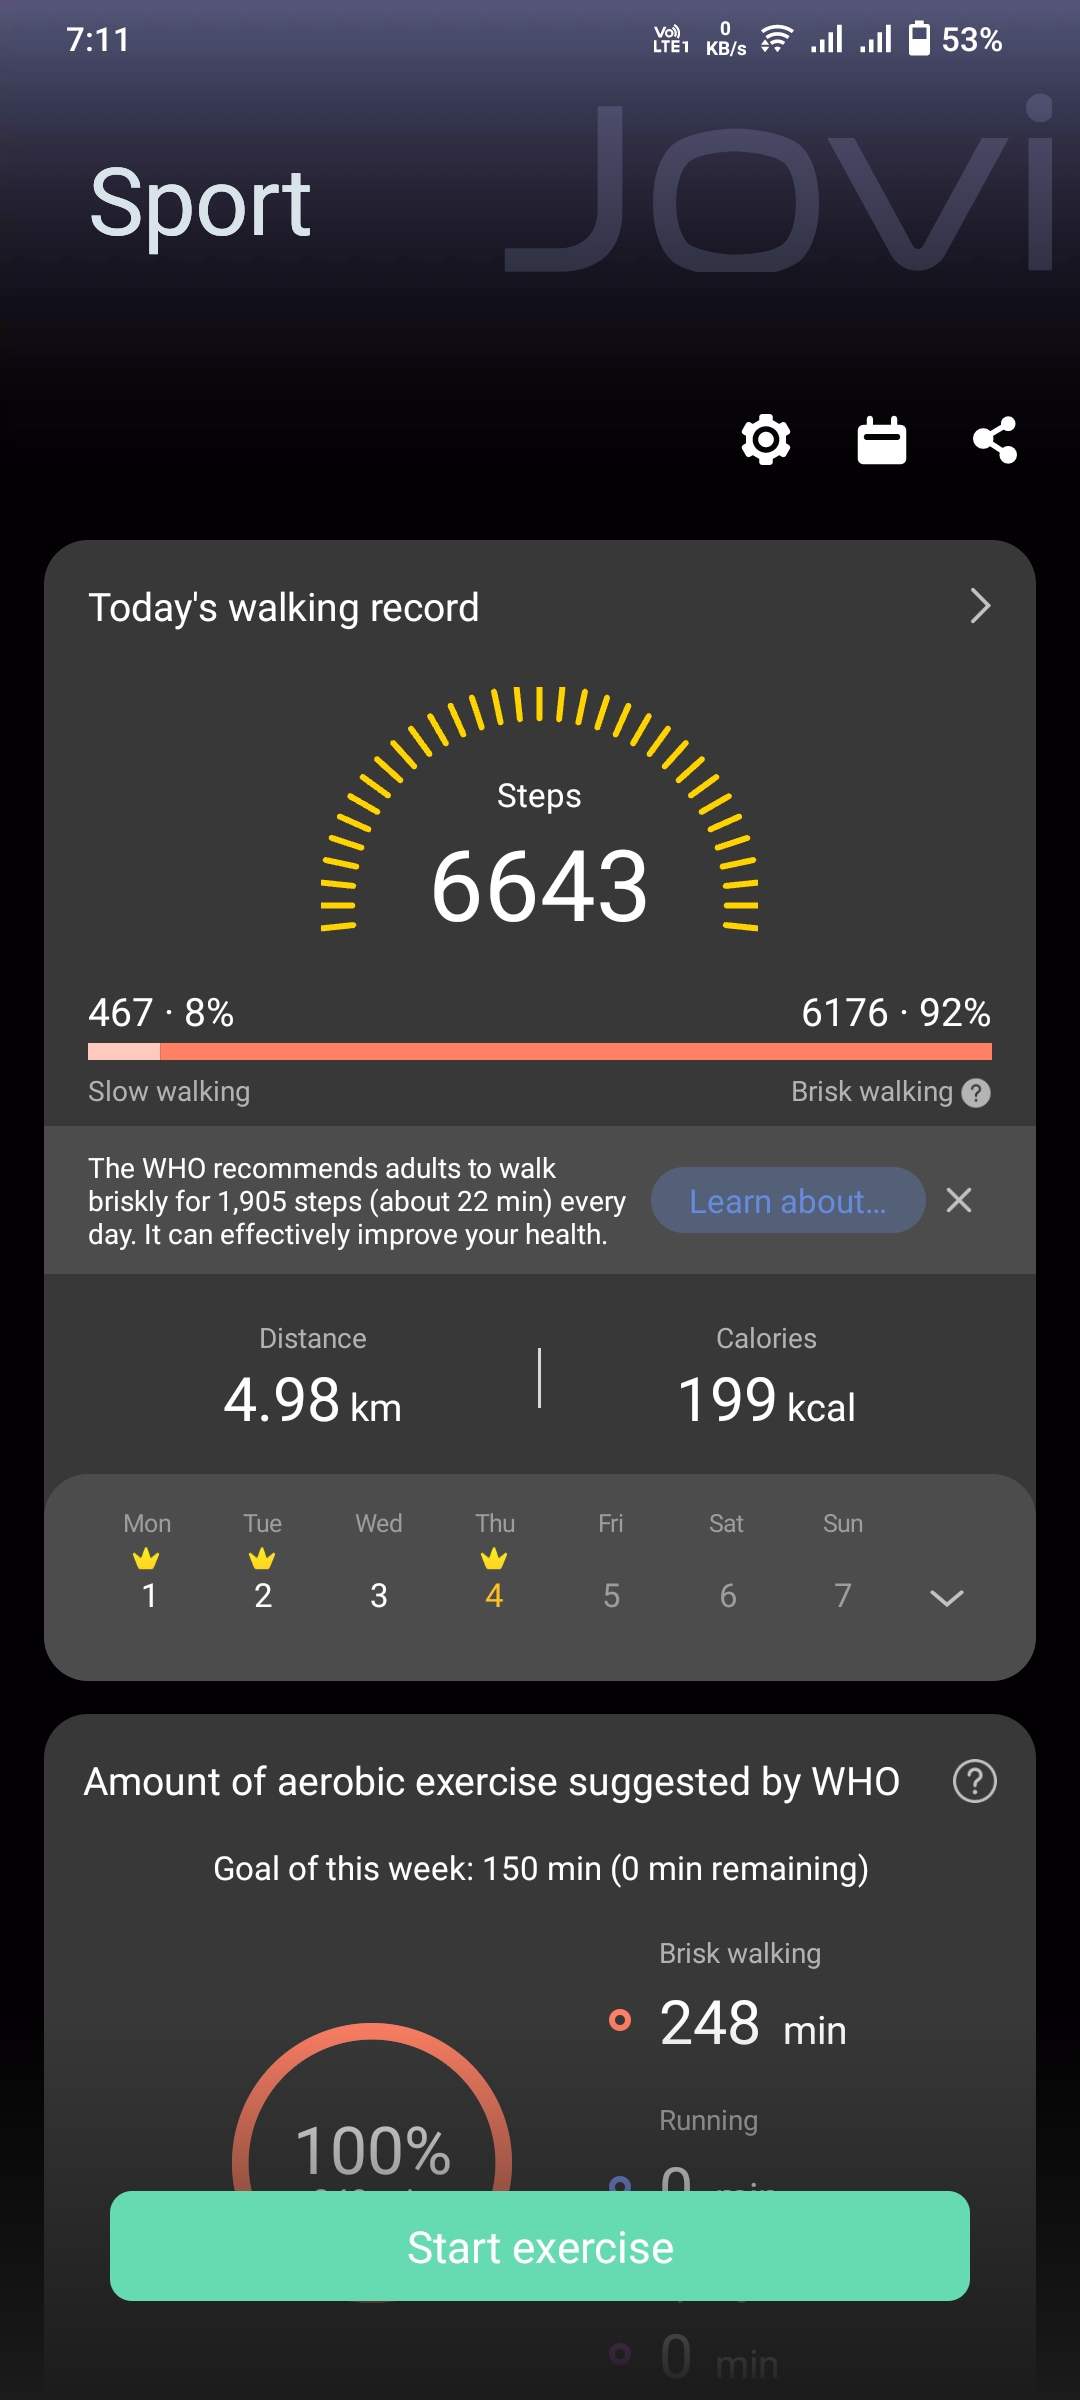 7:11
Vo)) LTE1
0 KB/s
53%
Jovi
Sport
Today's walking record
Steps
6643
467 · 8%
6176 · 92%
Slow walking
Brisk walking ?
The WHO recommends adults to walk
briskly for 1,905 steps (about 22 min) every
day. It can effectively improve your health.
Learn about...
Distance
Calories
4.98 km
199 kcal
Mon Tue Wed Thu Fri Sat Sun
1 2 3 4 5 6 7
Amount of aerobic exercise suggested by WHO ?
Goal of this week: 150 min (0 min remaining)
Brisk walking
248 min
Running
100%
0 min
Start exercise
0 min